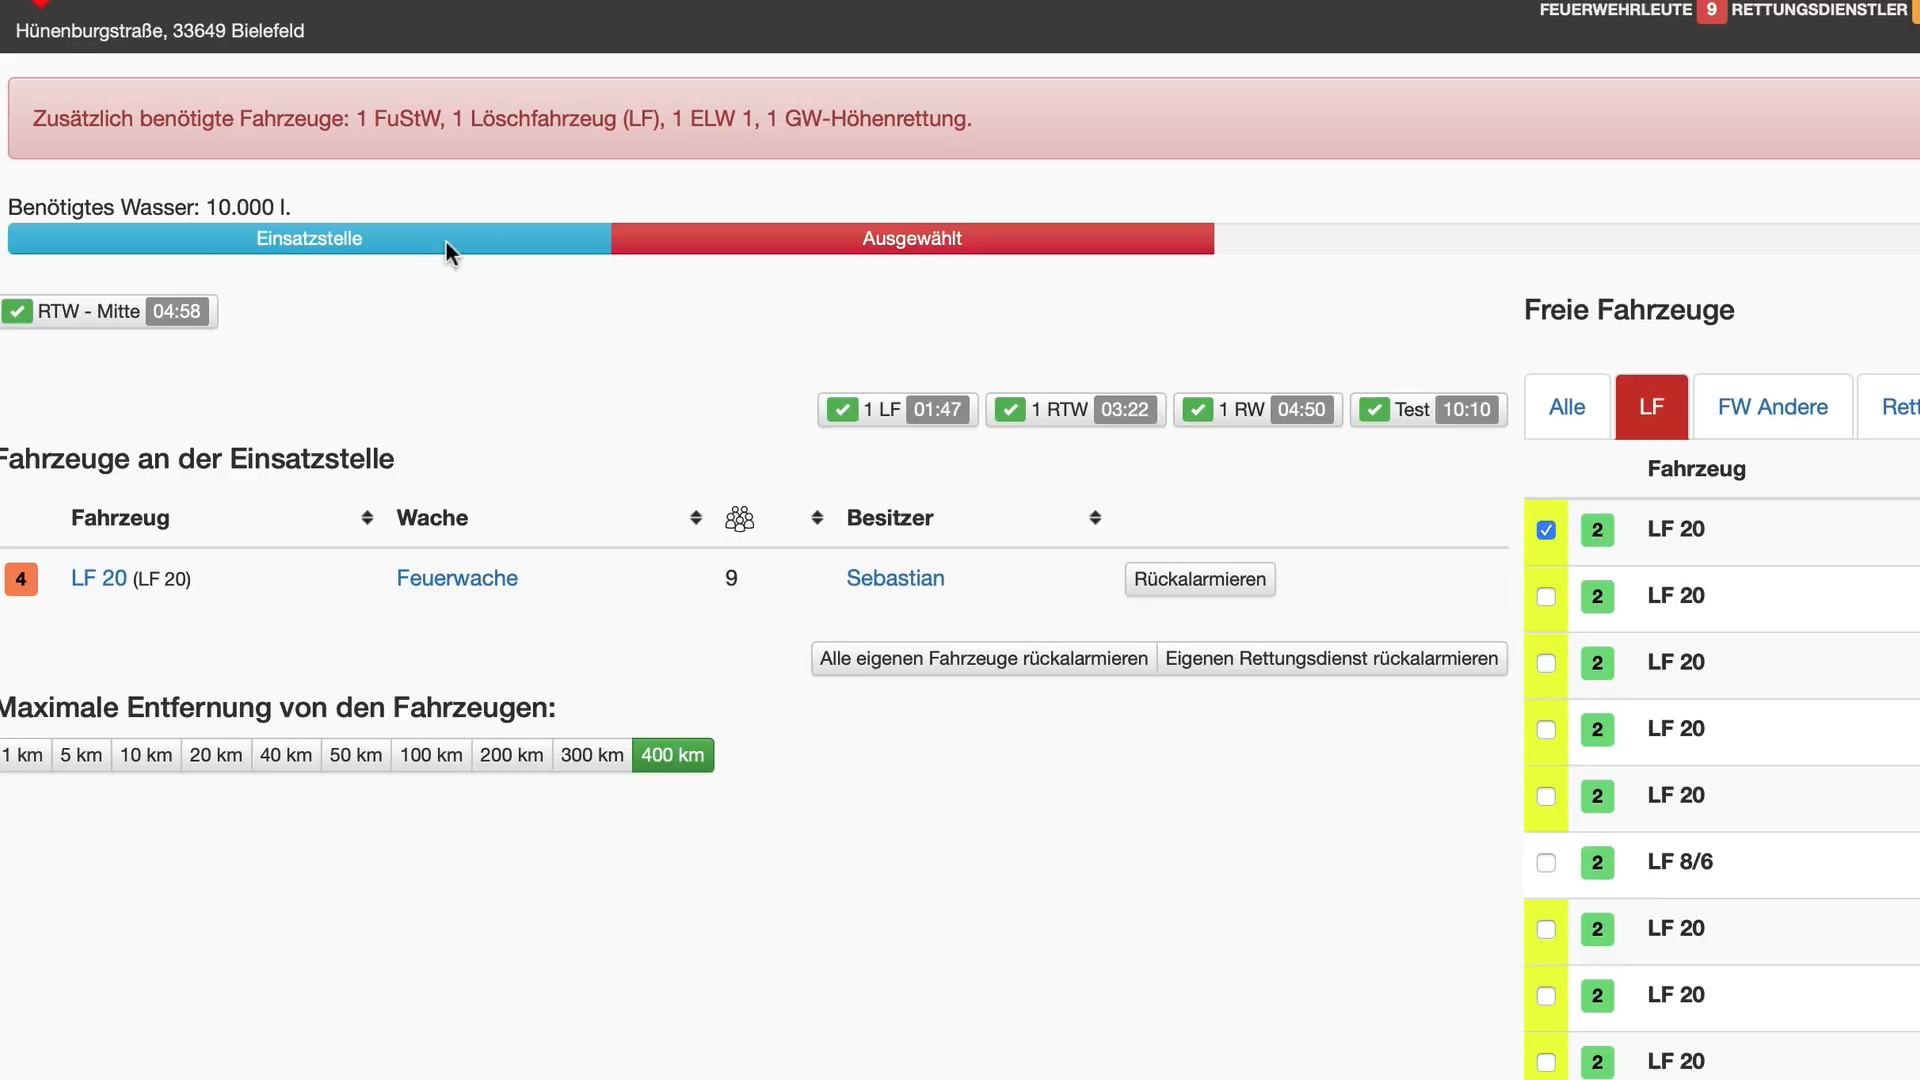 FEUERWEHRLEUTE 9 RETTUNGSDIENSTLER
Hünenburgstraße, 33649 Bielefeld
Zusätzlich benötigte Fahrzeuge: 1 FuStW, 1 Löschfahrzeug (LF), 1 ELW 1, 1 GW-Höhenrettung.
Benötigtes Wasser: 10.000 l.
Einsatzstelle Ausgewählt
RTW - Mitte 04:58
1 LF 01:47 1 RTW 03:22 1 RW 04:50 Test 10:10
Fahrzeuge an der Einsatzstelle
Fahrzeug Wache Besitzer
4 LF 20 (LF 20) Feuerwache 9 Sebastian Rückalarmieren
Alle eigenen Fahrzeuge rückalarmieren Eigenen Rettungsdienst rückalarmieren
Maximale Entfernung von den Fahrzeugen:
1 km 5 km 10 km 20 km 40 km 50 km 100 km 200 km 300 km 400 km
Freie Fahrzeuge
Alle LF FW Andere Rett
Fahrzeug
2 LF 20
2 LF 20
2 LF 20
2 LF 20
2 LF 20
2 LF 8/6
2 LF 20
2 LF 20
2 LF 20